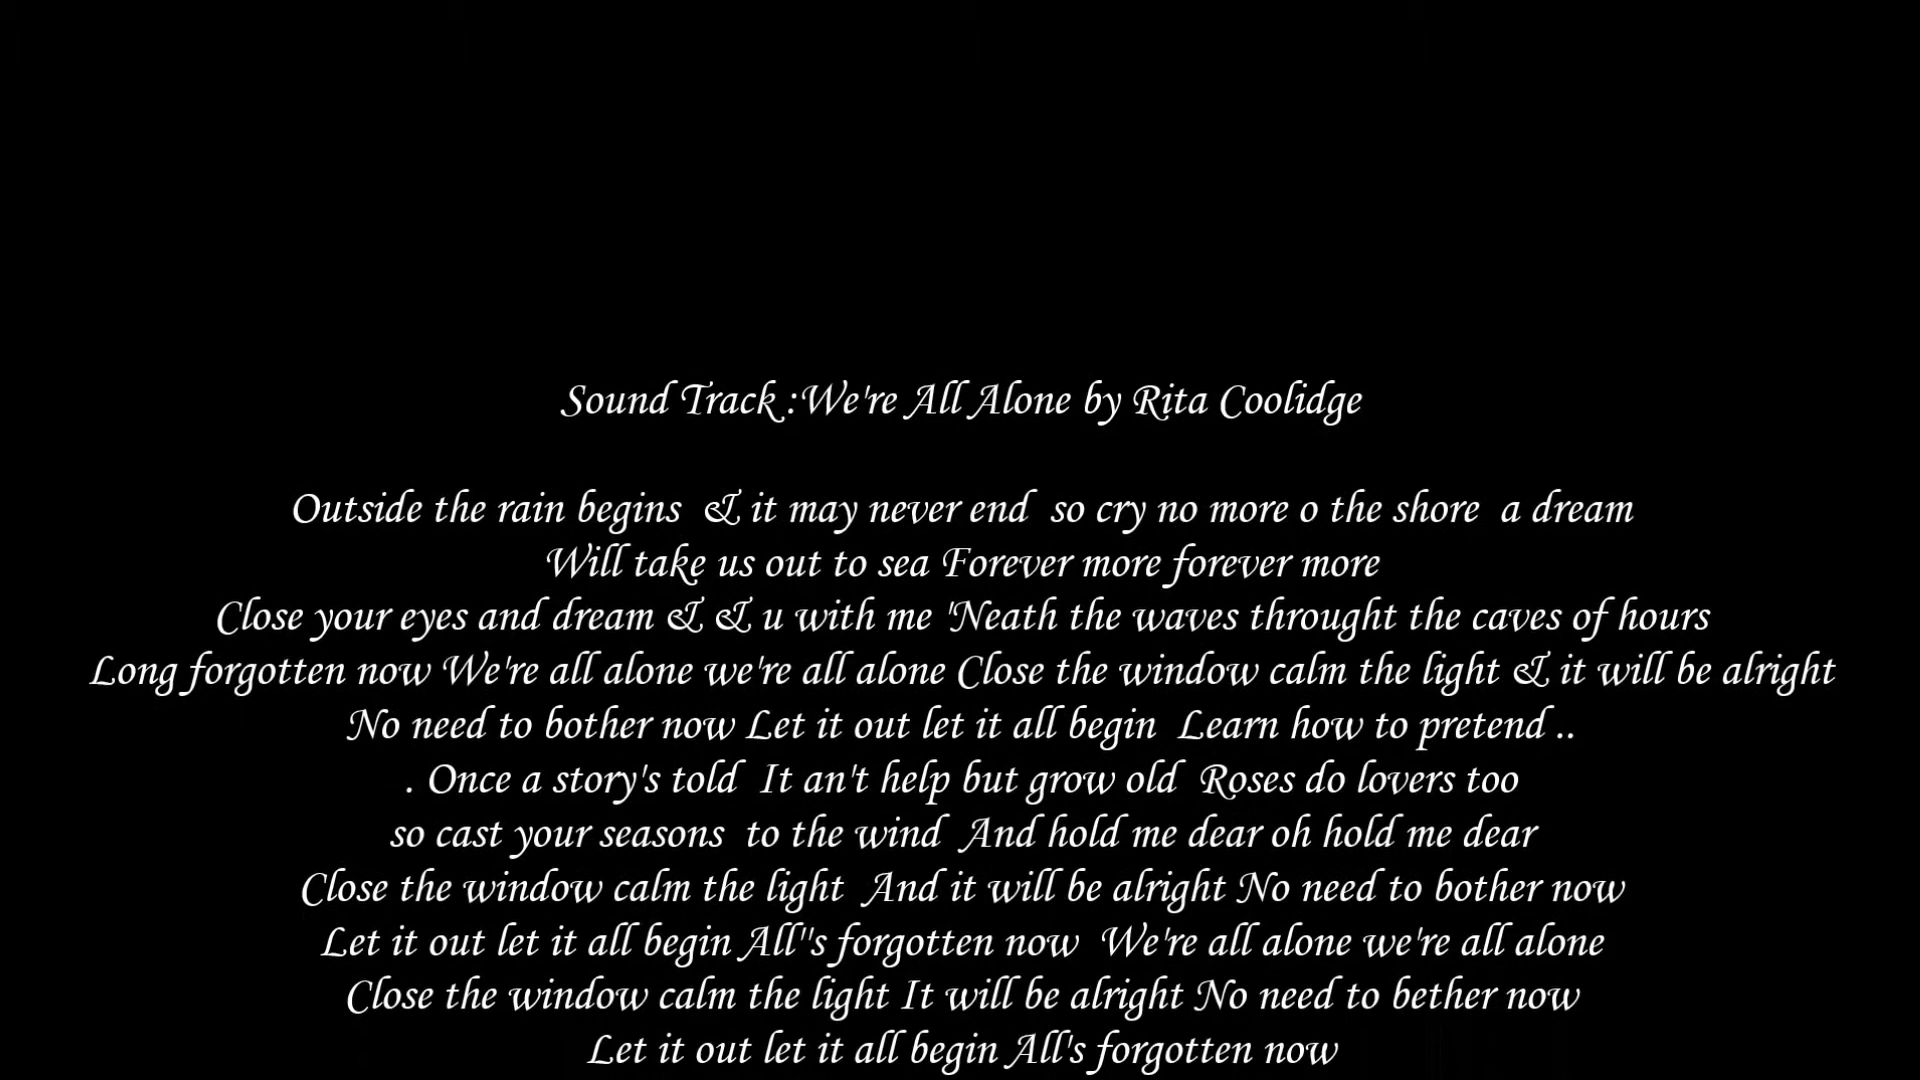 Sound Track :We're All Alone by Rita Coolidge
Outside the rain begins & it may never end so cry no more o the shore a dream
Will take us out to sea Forever more forever more
Close your eyes and dream & & u with me 'Neath the waves throught the caves of hours
Long forgotten now We're all alone we're all alone Close the window calm the light & it will be alright
No need to bother now Let it out let it all begin Learn how to pretend ..
. Once a story's told It an't help but grow old Roses do lovers too
so cast your seasons to the wind And hold me dear oh hold me dear
Close the window calm the light And it will be alright No need to bother now
Let it out let it all begin All''s forgotten now We're all alone we're all alone
Close the window calm the light It will be alright No need to bether now
Let it out let it all begin All's forgotten now